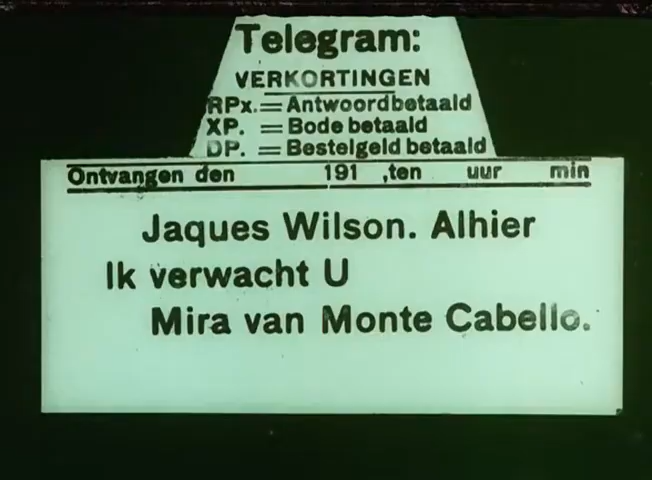 Telegram:
VERKORTINGEN
RPx. = Antwoordbetaald
XP. = Bode betaald
DP. = Bestelgeld betaald
Ontvangen den 191 ,ten uur min
Jaques Wilson. Alhier
Ik verwacht U
Mira van Monte Cabello.